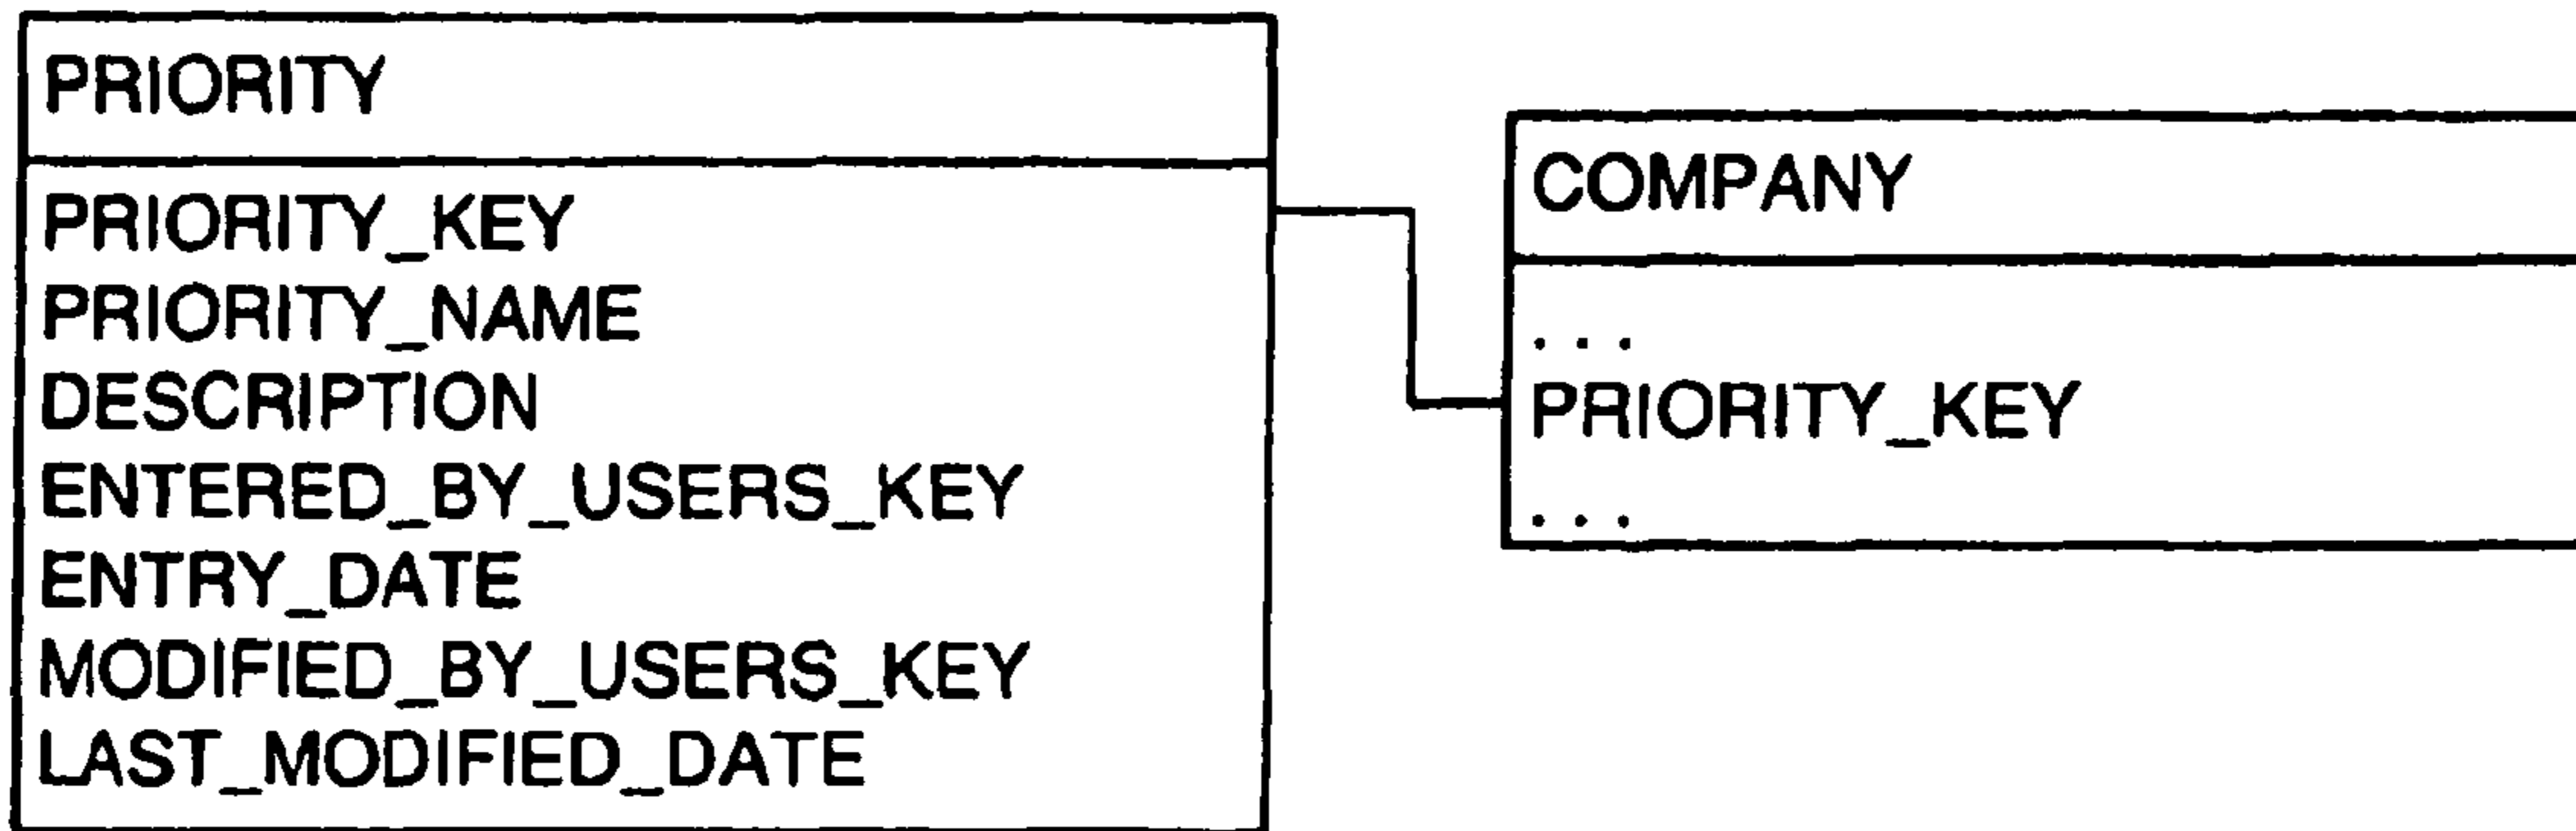 PRIORITY
PRIORITY_KEY
PRIORITY_NAME
DESCRIPTION
ENTERED_BY_USERS_KEY
ENTRY_DATE
MODIFIED_BY_USERS_KEY
LAST_MODIFIED_DATE
COMPANY
. . .
PRIORITY_KEY
. . .